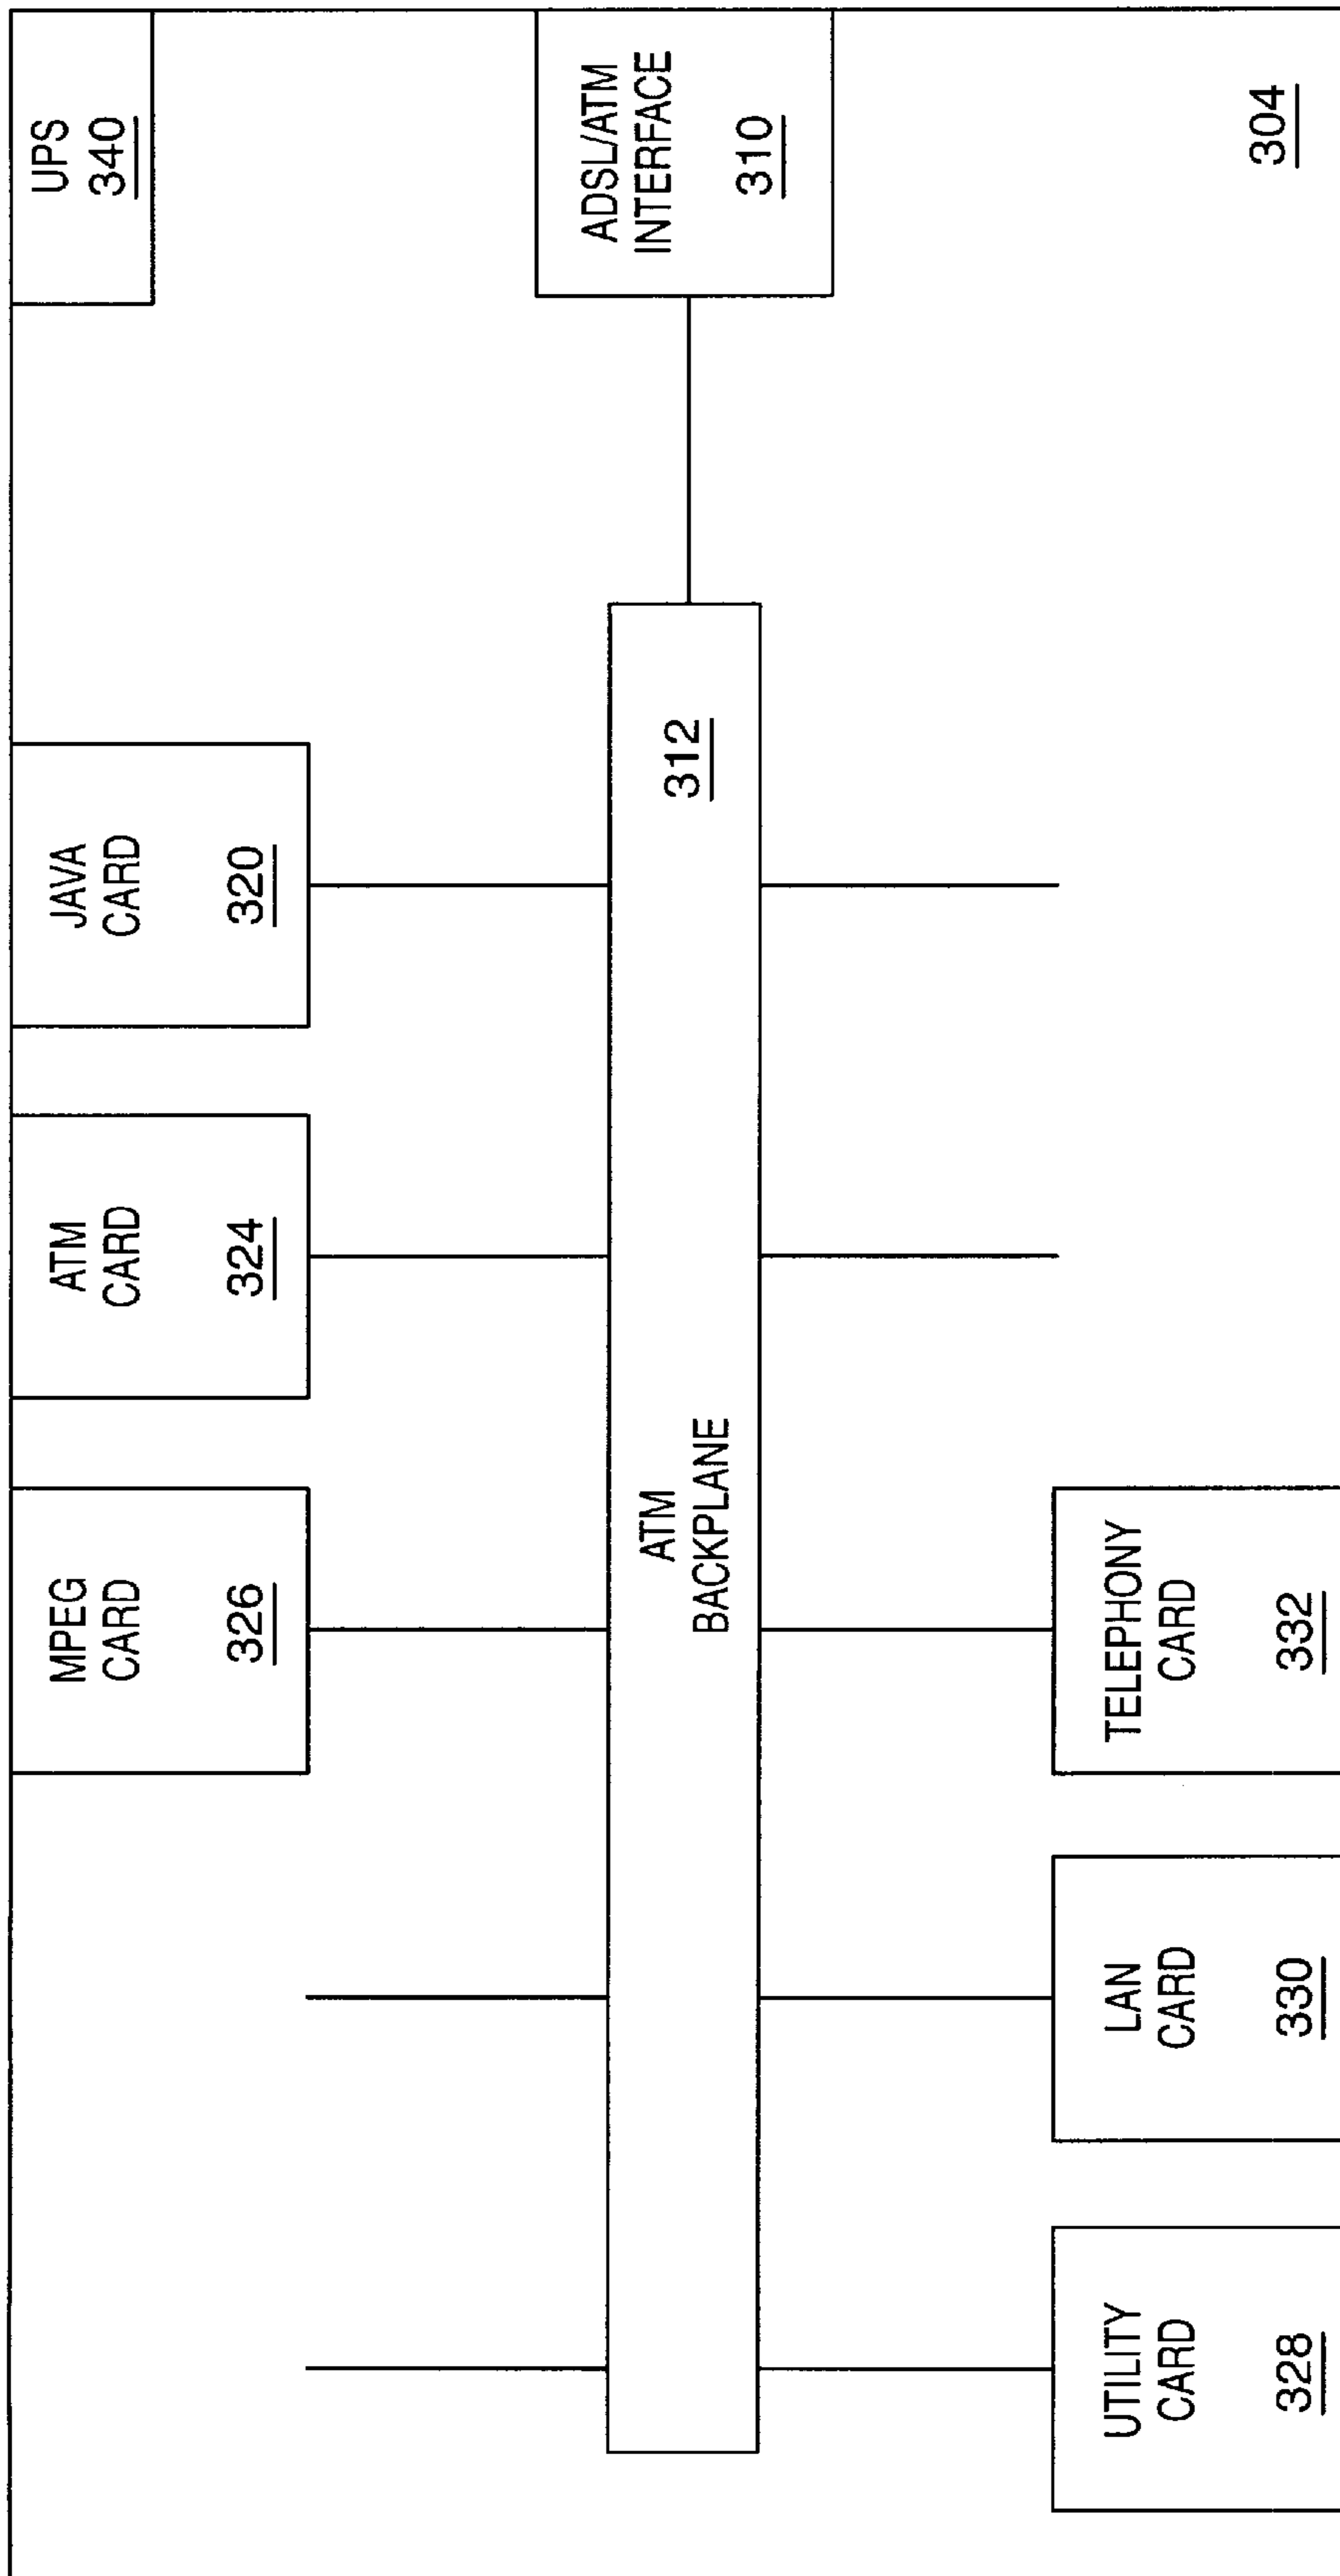 UPS
340
ADSL/ATM
INTERFACE
310
304
JAVA
CARD
320
312
ATM
CARD
324
MPEG
CARD
326
ATM
BACKPLANE
TELEPHONY
CARD
332
LAN
CARD
330
UTILITY
CARD
328